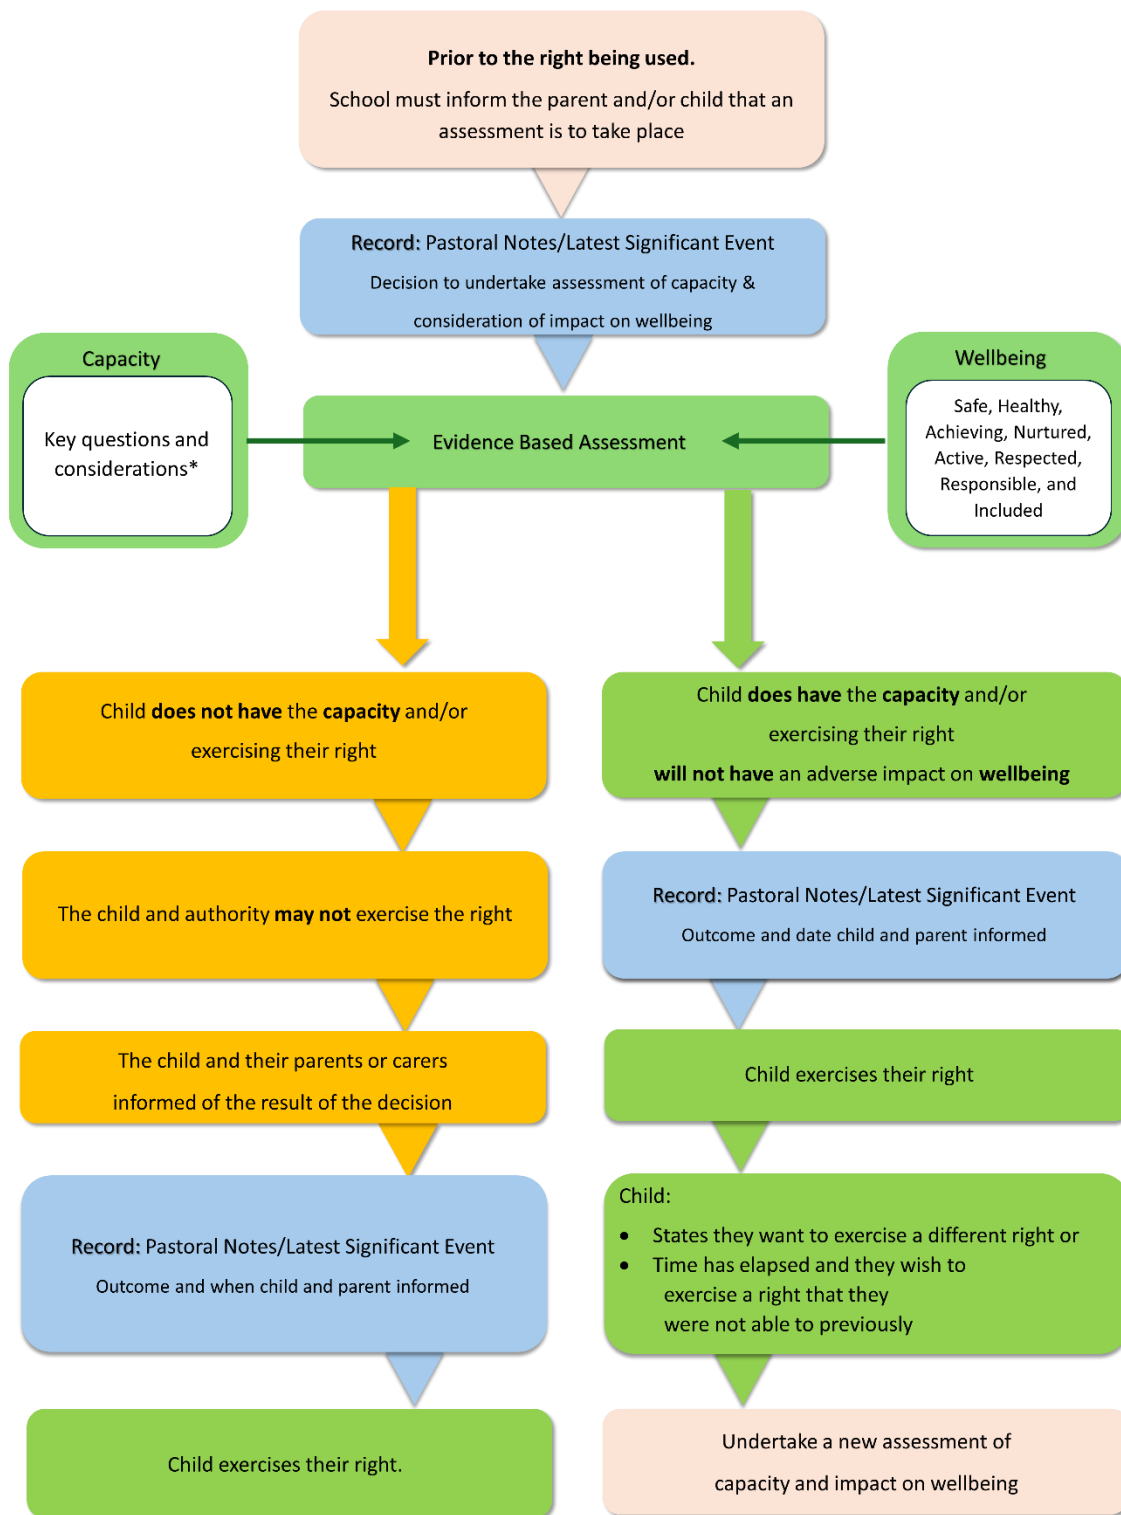 Prior to the right being used.
School must inform the parent and/or child that an
assessment is to take place
Record: Pastoral Notes/Latest Significant Event
Decision to undertake assessment of capacity &
consideration of impact on wellbeing
Capacity
Key questions and
considerations*
Evidence Based Assessment
Wellbeing
Safe, Healthy,
Achieving, Nurtured,
Active, Respected,
Responsible, and
Included
Child does not have the capacity and/or
exercising their right
The child and authority may not exercise the right
The child and their parents or carers
informed of the result of the decision
Record: Pastoral Notes/Latest Significant Event
Outcome and when child and parent informed
Child exercises their right.
Child does have the capacity and/or
exercising their right
will not have an adverse impact on wellbeing
Record: Pastoral Notes/Latest Significant Event
Outcome and date child and parent informed
Child exercises their right
Child:
• States they want to exercise a different right or
• Time has elapsed and they wish to
exercise a right that they
were not able to previously
Undertake a new assessment of
capacity and impact on wellbeing